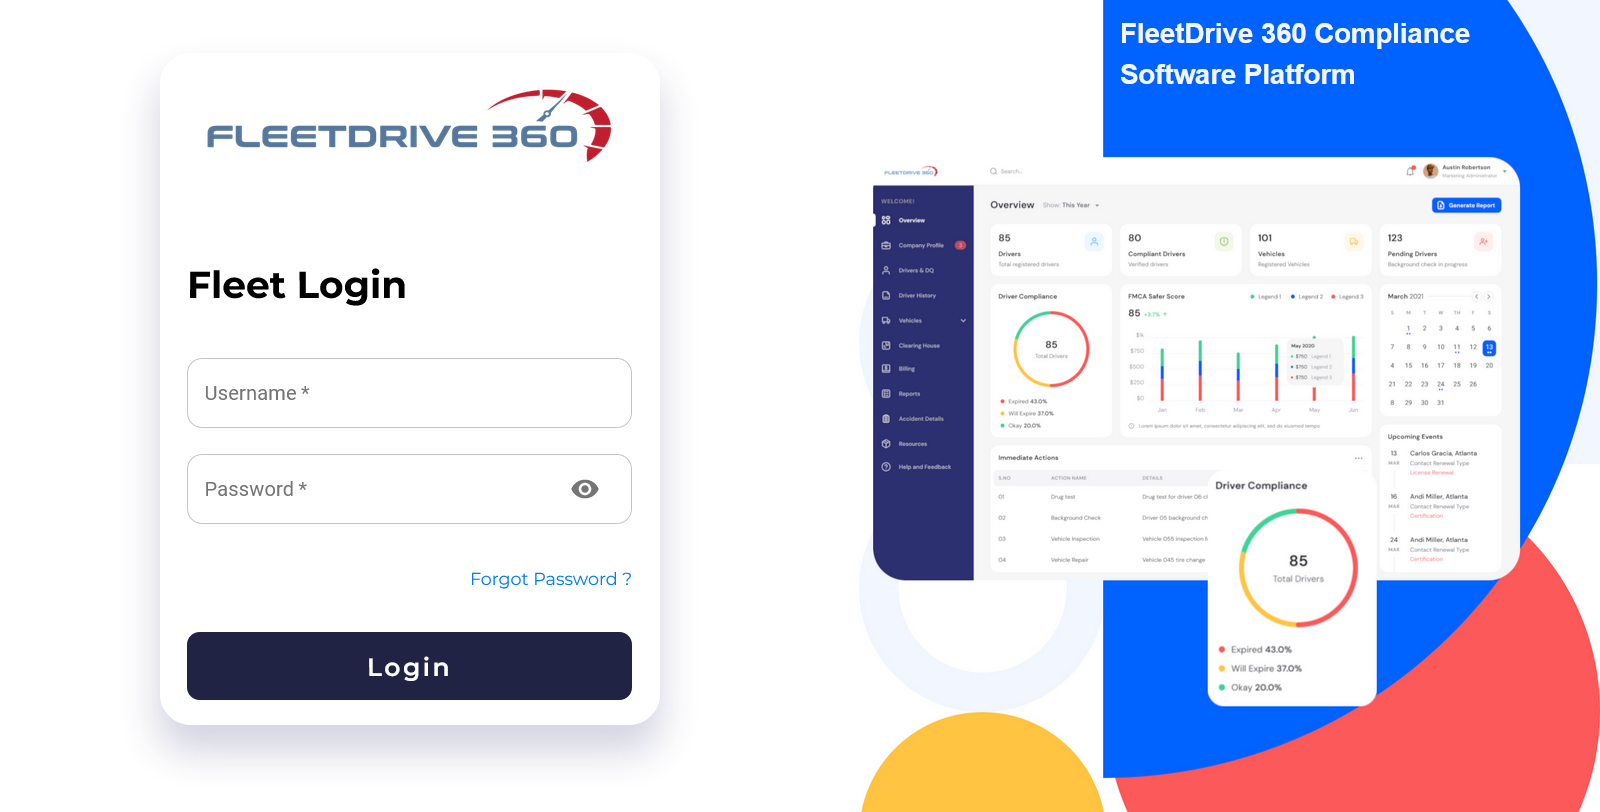 FLEETDRIVE 360
Fleet Login
Username *
Password *
Forgot Password ?
Login
FleetDrive 360 Compliance
Software Platform
FLEETDRIVE 360
Search..
Austin Robertson
Marketing Administrator
WELCOME!
Overview
Company Profile
3
Drivers & DQ
Driver History
Vehicles
Clearing House
Billing
Reports
Accident Details
Resources
Help and Feedback
Overview
Show: This Year
Generate Report
85
Drivers
Total registered drivers
80
Compliant Drivers
Verified drivers
101
Vehicles
Registered Vehicles
123
Pending Drivers
Background check in progress
Driver Compliance
85
Total Drivers
Expired 43.0%
Will Expire 37.0%
Okay 20.0%
FMCA Safer Score
Legend 1 Legend 2 Legend 3
85 +3.7%
$1k
$750
$500
$250
$0
Jan Feb Mar Apr May Jun
May 2020
$750 Legend 1
$750 Legend 2
$750 Legend 3
Lorem ipsum dolor sit amet, consectetur adipiscing elit, sed do eiusmod tempo
March 2021
S M T W TH F S
1 2 3 4 5 6
7 8 9 10 11 12 13
4 15 16 17 18 19 20
21 22 23 24 25 26
8 29 30 31
Immediate Actions
S.NO ACTION NAME DETAILS
01 Drug test Drug test for driver 06 cl
02 Background Check Driver 05 background ch
03 Vehicle Inspection Vehicle 055 inspection
04 Vehicle Repair Vehicle 045 tire change
Upcoming Events
13 Carlos Gracia, Atlanta
MAR Contact Renewal Type
License Renewal
16 Andi Miller, Atlanta
MAR Contact Renewal Type
Certification
24 Andi Miller, Atlanta
MAR Contact Renewal Type
Certification
Driver Compliance
85
Total Drivers
Expired 43.0%
Will Expire 37.0%
Okay 20.0%